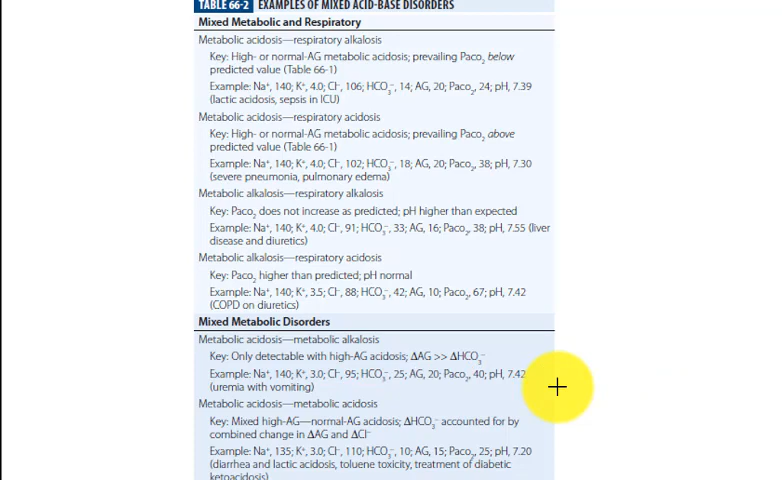 TABLE 66-2 EXAMPLES OF MIXED ACID-BASE DISORDERS
Mixed Metabolic and Respiratory
Metabolic acidosis—respiratory alkalosis
Key: High- or normal-AG metabolic acidosis; prevailing Paco₂ below
predicted value (Table 66-1)
Example: Na⁺, 140; K⁺, 4.0; Cl⁻, 106; HCO₃⁻, 14; AG, 20; Paco₂, 24; pH, 7.39
(lactic acidosis, sepsis in ICU)
Metabolic acidosis—respiratory acidosis
Key: High- or normal-AG metabolic acidosis; prevailing Paco₂ above
predicted value (Table 66-1)
Example: Na⁺, 140; K⁺, 4.0; Cl⁻, 102; HCO₃⁻, 18; AG, 20; Paco₂, 38; pH, 7.30
(severe pneumonia, pulmonary edema)
Metabolic alkalosis—respiratory alkalosis
Key: Paco₂ does not increase as predicted; pH higher than expected
Example: Na⁺, 140; K⁺, 4.0; Cl⁻, 91; HCO₃⁻, 33; AG, 16; Paco₂, 38; pH, 7.55 (liver
disease and diuretics)
Metabolic alkalosis—respiratory acidosis
Key: Paco₂ higher than predicted; pH normal
Example: Na⁺, 140; K⁺, 3.5; Cl⁻, 88; HCO₃⁻, 42; AG, 10; Paco₂, 67; pH, 7.42
(COPD on diuretics)
Mixed Metabolic Disorders
Metabolic acidosis—metabolic alkalosis
Key: Only detectable with high-AG acidosis; ΔAG >> ΔHCO₃⁻
Example: Na⁺, 140; K⁺, 3.0; Cl⁻, 95; HCO₃⁻, 25; AG, 20; Paco₂, 40; pH, 7.42
(uremia with vomiting)
Metabolic acidosis—metabolic acidosis
Key: Mixed high-AG—normal-AG acidosis; ΔHCO₃⁻ accounted for by
combined change in ΔAG and ΔCl⁻
Example: Na⁺, 135; K⁺, 3.0; Cl⁻, 110; HCO₃⁻, 10; AG, 15; Paco₂, 25; pH, 7.20
(diarrhea and lactic acidosis, toluene toxicity, treatment of diabetic
ketoacidosis)